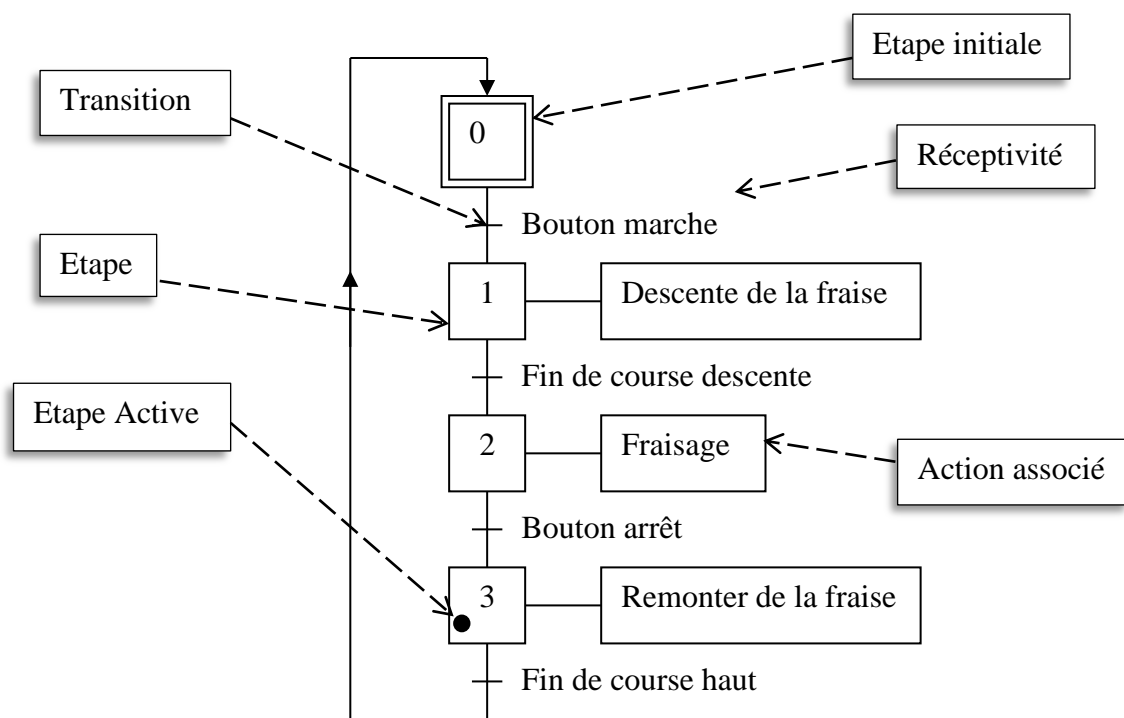 Etape initiale
Transition
0
Réceptivité
Bouton marche
Etape
1
Descente de la fraise
Fin de course descente
Etape Active
2
Fraisage
Action associé
Bouton arrêt
3
Remonter de la fraise
Fin de course haut